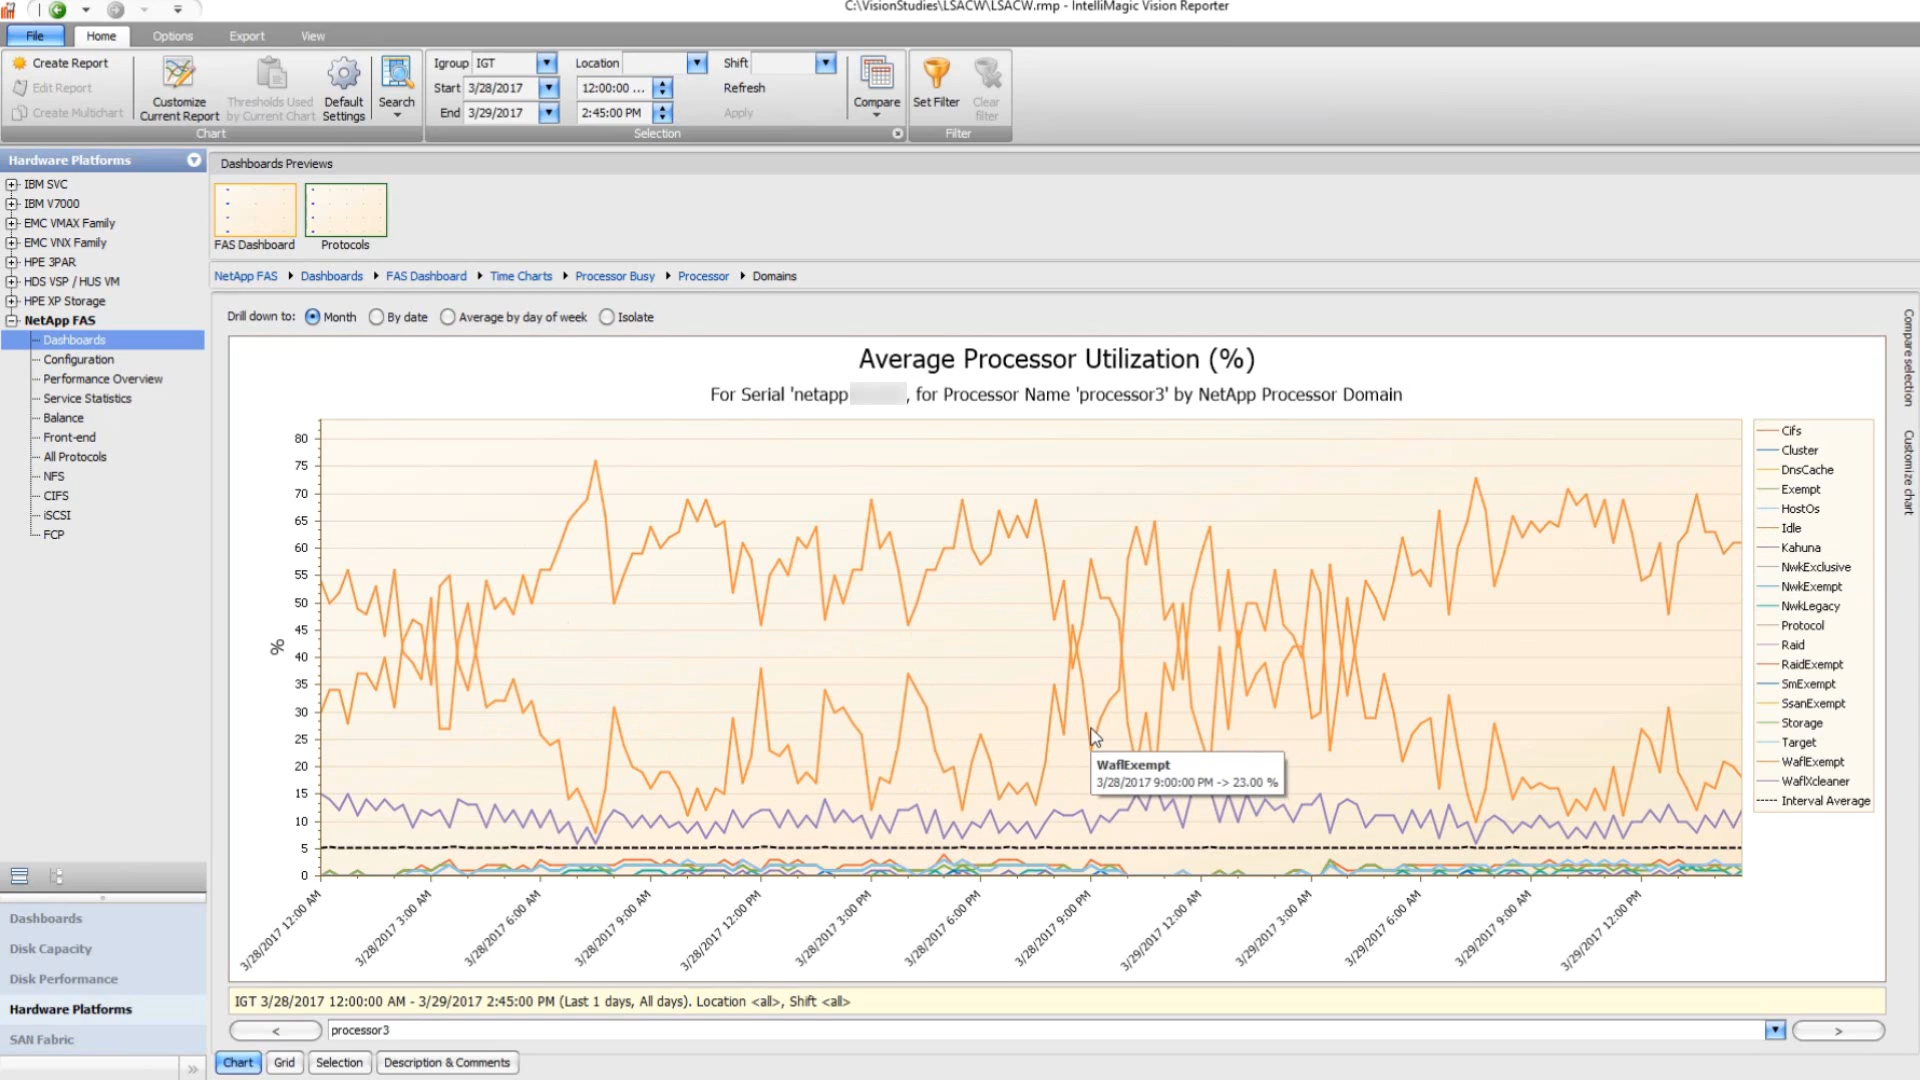 C:\VisionStudies\LSACW\LSACW.rmp - IntelliMagic Vision Reporter
File Home Options Export View
Create Report
Edit Report
Create Multichart
Customize Current Report
Thresholds Used by Current Chart
Default Settings
Search
Chart
Igroup IGT Location Shift
Start 3/28/2017 12:00:00 ... Refresh
End 3/29/2017 2:45:00 PM Apply
Selection
Compare
Set Filter
Clear filter
Filter
Hardware Platforms
IBM SVC
IBM V7000
EMC VMAX Family
EMC VNX Family
HPE 3PAR
HDS VSP / HUS VM
HPE XP Storage
NetApp FAS
Dashboards
Configuration
Performance Overview
Service Statistics
Balance
Front-end
All Protocols
NFS
CIFS
iSCSI
FCP
Dashboards
Disk Capacity
Disk Performance
Hardware Platforms
SAN Fabric
»
Dashboards Previews
FAS Dashboard Protocols
NetApp FAS Dashboards FAS Dashboard Time Charts Processor Busy Processor Domains
Drill down to: Month By date Average by day of week Isolate
Average Processor Utilization (%)
For Serial 'netapp , for Processor Name 'processor3' by NetApp Processor Domain
80
75
70
65
60
55
50
45
40
35
30
25
20
15
10
5
0
%
WaflExempt
3/28/2017 9:00:00 PM -> 23.00 %
3/28/2017 12:00 AM
3/28/2017 3:00 AM
3/28/2017 6:00 AM
3/28/2017 9:00 AM
3/28/2017 12:00 PM
3/28/2017 3:00 PM
3/28/2017 6:00 PM
3/28/2017 9:00 PM
3/29/2017 12:00 AM
3/29/2017 3:00 AM
3/29/2017 6:00 AM
3/29/2017 9:00 AM
3/29/2017 12:00 PM
Cifs
Cluster
DnsCache
Exempt
HostOs
Idle
Kahuna
NwkExclusive
NwkExempt
NwkLegacy
Protocol
Raid
RaidExempt
SmExempt
SsanExempt
Storage
Target
WaflExempt
WaflXcleaner
Interval Average
Compare selection
Customize chart
IGT 3/28/2017 12:00:00 AM - 3/29/2017 2:45:00 PM (Last 1 days, All days). Location <all>, Shift <all>
< processor3 >
Chart Grid Selection Description & Comments